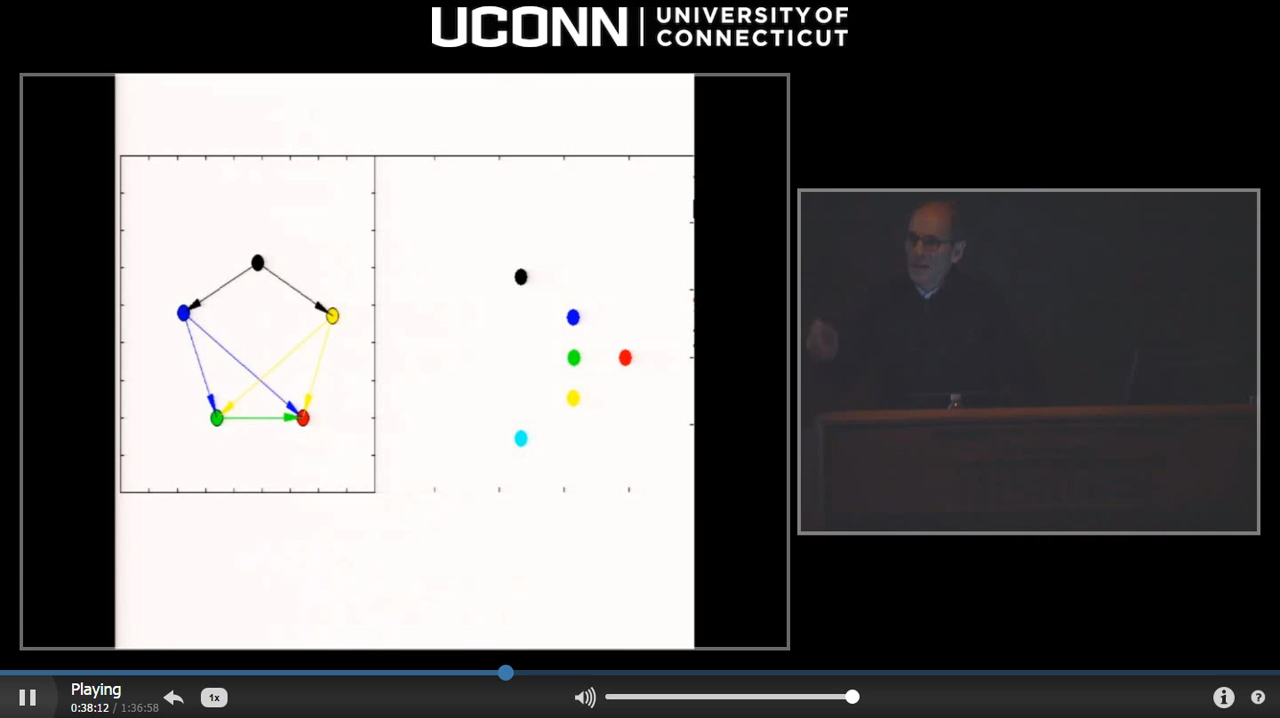 UCONN | UNIVERSITY OF
CONNECTICUT
Playing
0:38:12 / 1:36:58
1x